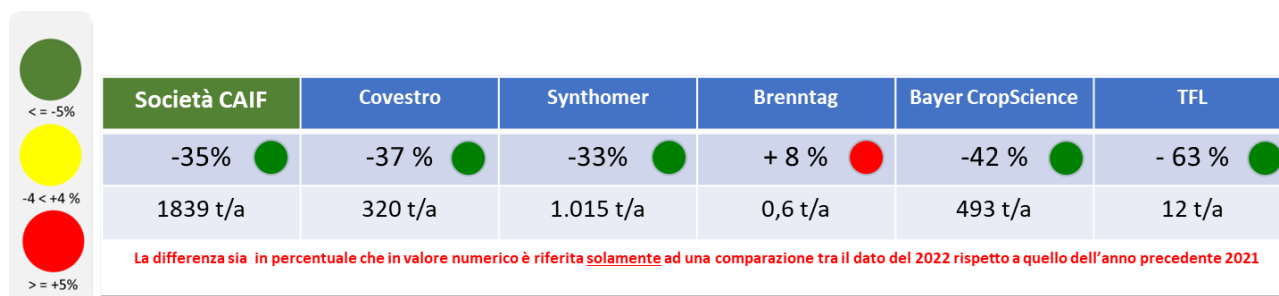 <= -5%
-4 < +4 %
>= +5%
Società CAIF Covestro Synthomer Brenntag Bayer CropScience TFL
-35% -37 % -33% + 8 % -42 % - 63 %
1839 t/a 320 t/a 1.015 t/a 0,6 t/a 493 t/a 12 t/a
La differenza sia in percentuale che in valore numerico è riferita solamente ad una comparazione tra il dato del 2022 rispetto a quello dell'anno precedente 2021